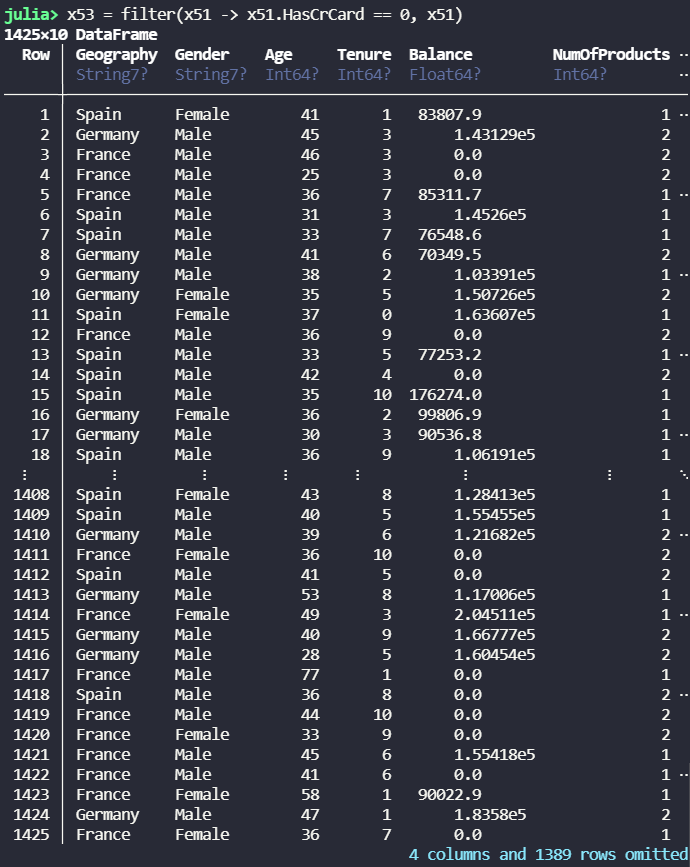 julia> x53 = filter(x51 -> x51.HasCrCard == 0, x51)
1425×10 DataFrame
Row │ Geography Gender Age Tenure Balance NumOfProducts ⋯
│ String7? String7? Int64? Int64? Float64? Int64? ⋯
1 │ Spain Female 41 1 83807.9 1 ⋯
2 │ Germany Male 45 3 1.43129e5 2
3 │ France Male 46 3 0.0 2
4 │ France Male 25 3 0.0 2
5 │ France Male 36 7 85311.7 1 ⋯
6 │ Spain Male 31 3 1.4526e5 1
7 │ Spain Male 33 7 76548.6 1
8 │ Germany Male 41 6 70349.5 2
9 │ Germany Male 38 2 1.03391e5 1 ⋯
10 │ Germany Female 35 5 1.50726e5 2
11 │ Spain Female 37 0 1.63607e5 1
12 │ France Male 36 9 0.0 2
13 │ Spain Male 33 5 77253.2 1 ⋯
14 │ Spain Male 42 4 0.0 2
15 │ Spain Male 35 10 176274.0 1
16 │ Germany Female 36 2 99806.9 1
17 │ Germany Male 30 3 90536.8 1 ⋯
18 │ Spain Male 36 9 1.06191e5 1
⋮ │ ⋮ ⋮ ⋮ ⋮ ⋮ ⋮ ⋱
1408 │ Spain Female 43 8 1.28413e5 1
1409 │ Spain Male 40 5 1.55455e5 1
1410 │ Germany Male 39 6 1.21682e5 2 ⋯
1411 │ France Female 36 10 0.0 2
1412 │ Spain Male 41 5 0.0 2
1413 │ Germany Male 53 8 1.17006e5 1
1414 │ France Female 49 3 2.04511e5 1 ⋯
1415 │ Germany Male 40 9 1.66777e5 2
1416 │ Germany Male 28 5 1.60454e5 2
1417 │ France Male 77 1 0.0 1
1418 │ Spain Male 36 8 0.0 2 ⋯
1419 │ France Male 44 10 0.0 2
1420 │ France Female 33 9 0.0 2
1421 │ France Male 45 6 1.55418e5 1
1422 │ France Male 41 6 0.0 1 ⋯
1423 │ France Female 58 1 90022.9 1
1424 │ Germany Male 47 1 1.8358e5 2
1425 │ France Female 36 7 0.0 1
4 columns and 1389 rows omitted